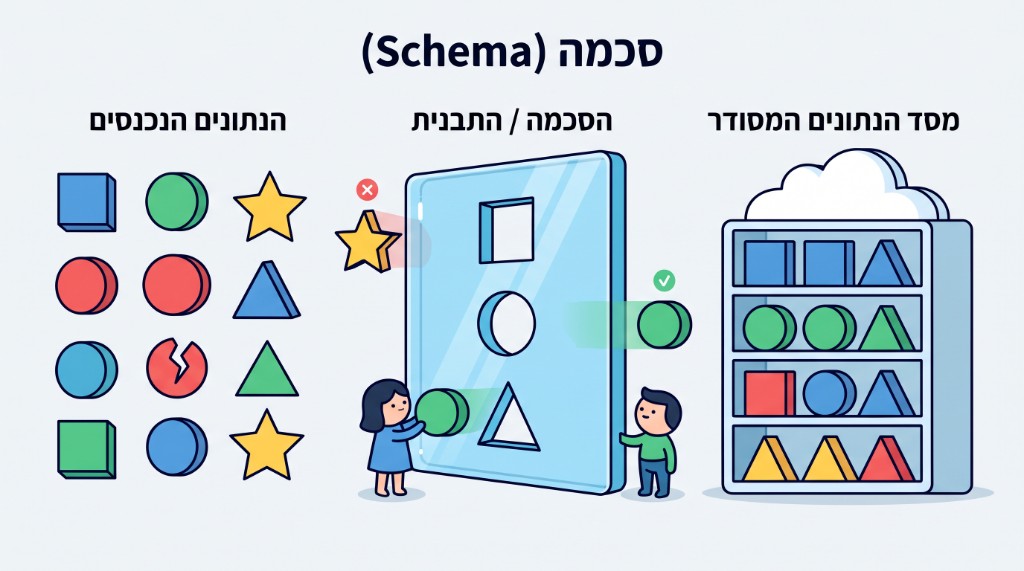 סכמה (Schema)
מסד הנתונים המסודר
הסכמה / התבנית
הנתונים הנכנסים